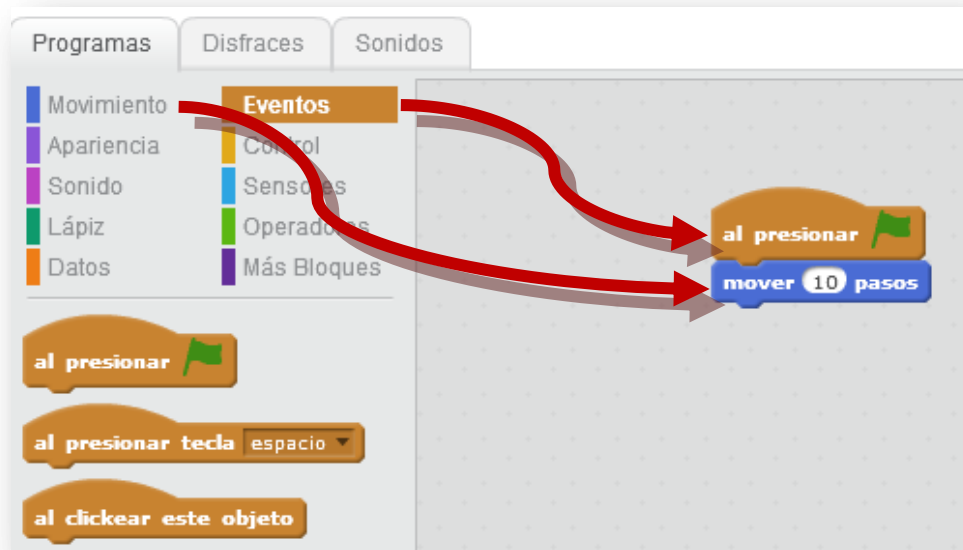 Programas Disfraces Sonidos
Movimiento Eventos
Apariencia Control
Sonido Sensores
Lápiz Operadores
Datos Más Bloques
al presionar
al presionar tecla espacio
al clickear este objeto
al presionar
mover 10 pasos